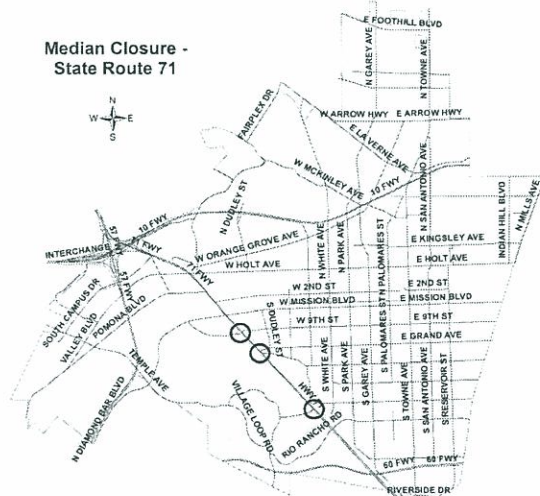 Median Closure -
State Route 71
N
W E
S
E FOOTHILL BLVD
N GAREY AVE
N TOWNE AVE
FAIRPLEX DR
W ARROW HWY
E ARROW HWY
E LA VERNE AVE
W MCKINLEY AVE
10 FWY
N DUDLEY ST
N SAN ANTONIO AVE
INDIAN HILL BLVD
N MILLS AVE
57 FWY
10 FWY
INTERCHANGE
71 FWY
W ORANGE GROVE AVE
N WHITE AVE
N PARK AVE
N PALOMARES ST
E KINGSLEY AVE
W HOLT AVE
E HOLT AVE
71 FWY
57 FWY
SOUTH CAMPUS DR
VALLEY BLVD
POMONA BLVD
W 2ND ST
E 2ND ST
W MISSION BLVD
E MISSION BLVD
S DUDLEY ST
W 9TH ST
E 9TH ST
E GRAND AVE
S PALOMARES ST
TEMPLE AVE
N DIAMOND BAR BLVD
VILLAGE LOOP RD
HWY
S WHITE AVE
S PARK AVE
S GAREY AVE
S TOWNE AVE
S SAN ANTONIO AVE
S RESERVOIR ST
RIO RANCHO RD
60 FWY
60 FWY
RIVERSIDE DR